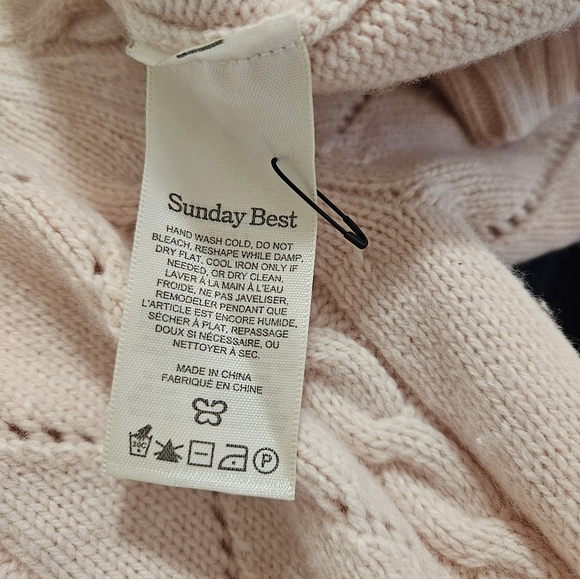 Sunday Best
HAND WASH COLD, DO NOT
BLEACH, RESHAPE WHILE DAMP,
DRY FLAT, COOL IRON ONLY IF
NEEDED, OR DRY CLEAN.
LAVER À LA MAIN À L'EAU
FROIDE, NE PAS JAVELISER,
REMODELER PENDANT QUE
L'ARTICLE EST ENCORE HUMIDE,
SÉCHER À PLAT, REPASSAGE
DOUX SI NÉCESSAIRE, OU
NETTOYER À SEC.
MADE IN CHINA
FABRIQUÉ EN CHINE
30C P